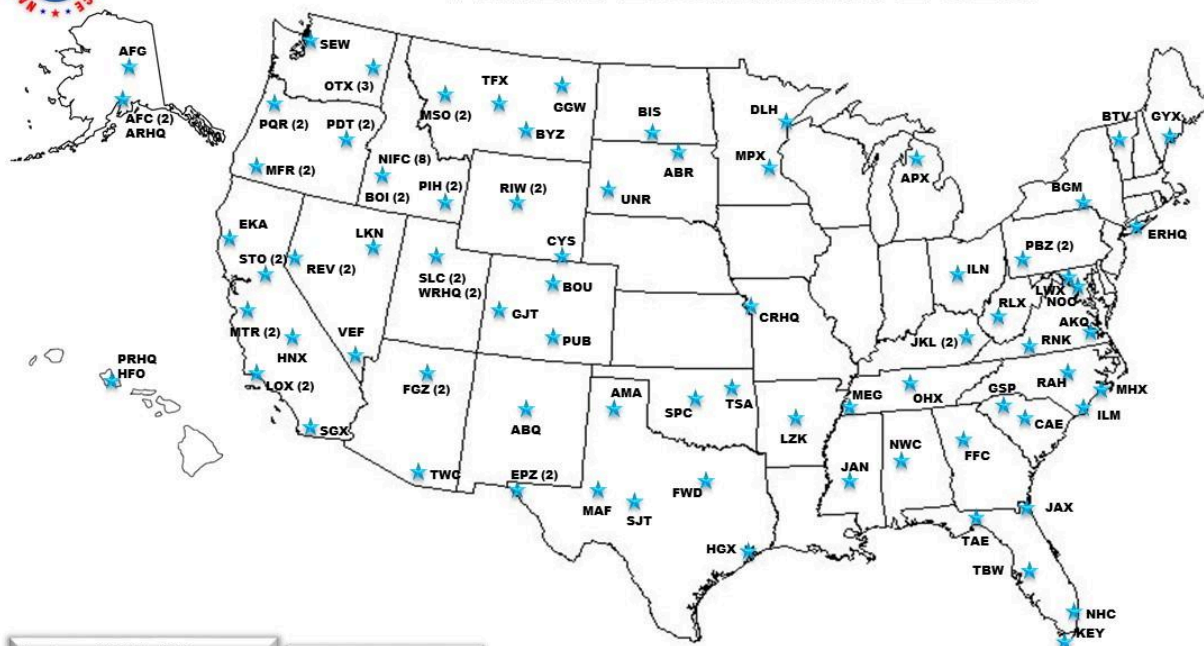 AFG
AFC (2)
ARHQ
SEW
OTX (3)
PQR (2)
PDT (2)
MFR (2)
NIFC (8)
BOI (2)
PIH (2)
MSO (2)
TFX
GGW
BYZ
RIW (2)
CYS
BIS
ABR
UNR
DLH
MPX
APX
BTV
GYX
BGM
ERHQ
PBZ (2)
ILN
LWX
NOC
RLX
AKQ
JKL (2)
RNK
EKA
STO (2)
REV (2)
LKN
SLC (2)
WRHQ (2)
BOU
GJT
PUB
CRHQ
MTR (2)
HNX
VEF
LOX (2)
SGX
PRHQ
HFO
FGZ (2)
TWC
ABQ
EPZ (2)
AMA
SPC
TSA
LZK
MEG
OHX
GSP
RAH
MHX
ILM
CAE
NWC
FFC
JAN
MAF
SJT
FWD
HGX
TAE
JAX
TBW
NHC
KEY